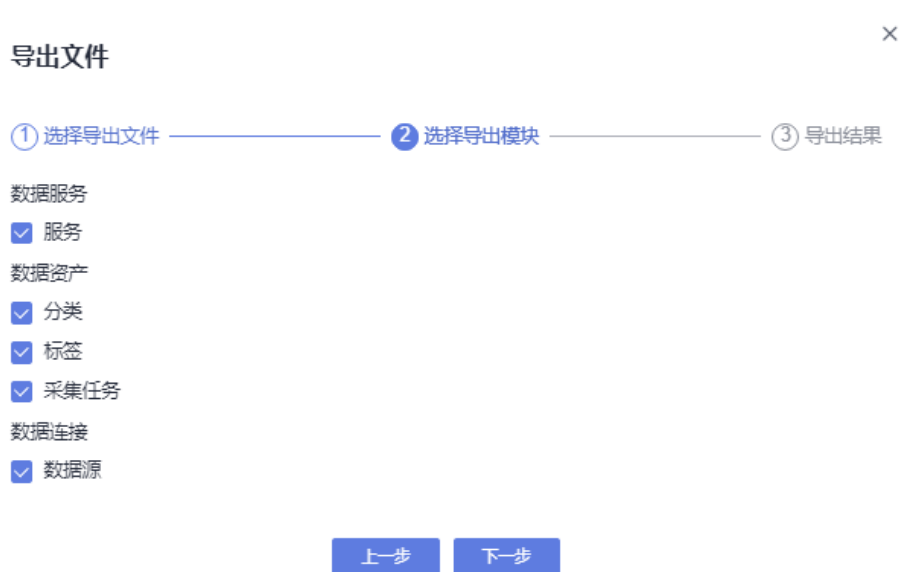 导出文件
1 选择导出文件 2 选择导出模块 3 导出结果
数据服务
服务
数据资产
分类
标签
采集任务
数据连接
数据源
上一步 下一步